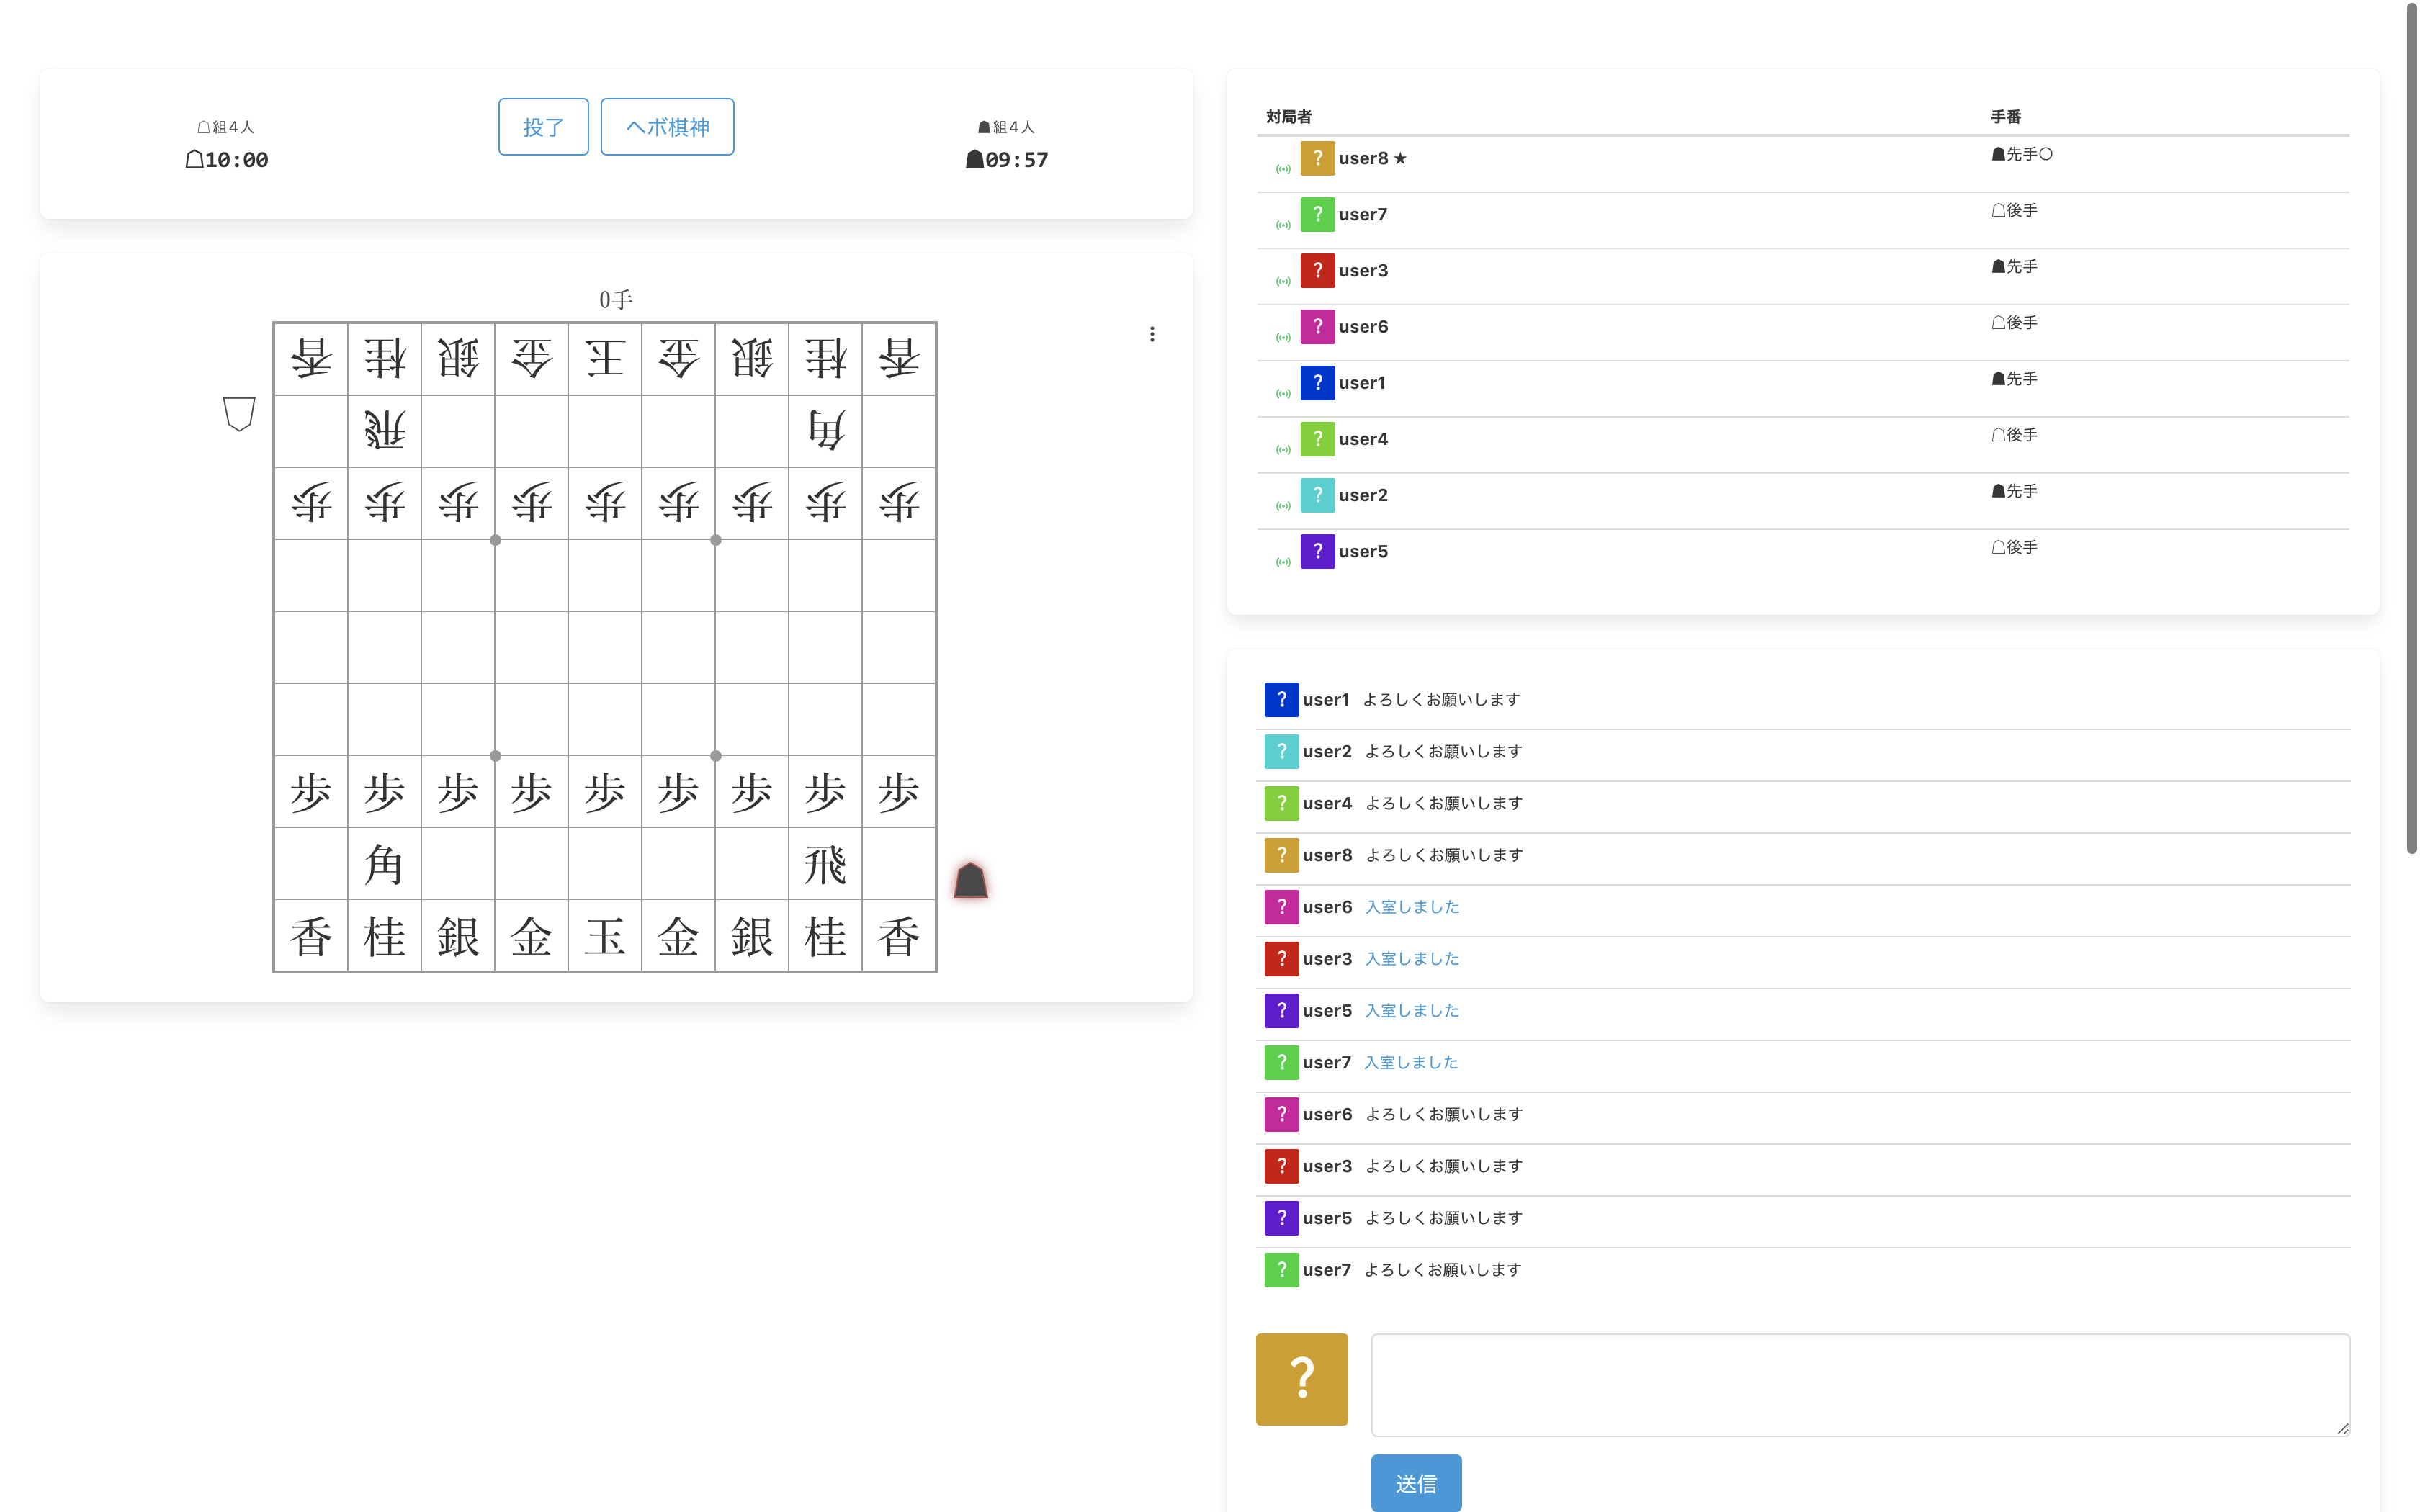 ☖組4人
☖10:00
投了
ヘボ棋神
☗組4人
☗09:57
0手
香桂銀金玉金銀桂香
飛角
歩歩歩歩歩歩歩歩歩
歩歩歩歩歩歩歩歩歩
角飛
香桂銀金玉金銀桂香
対局者 手番
? user8 ★ ☗先手○
? user7 ☖後手
? user3 ☗先手
? user6 ☖後手
? user1 ☗先手
? user4 ☖後手
? user2 ☗先手
? user5 ☖後手
? user1 よろしくお願いします
? user2 よろしくお願いします
? user4 よろしくお願いします
? user8 よろしくお願いします
? user6 入室しました
? user3 入室しました
? user5 入室しました
? user7 入室しました
? user6 よろしくお願いします
? user3 よろしくお願いします
? user5 よろしくお願いします
? user7 よろしくお願いします
?
送信